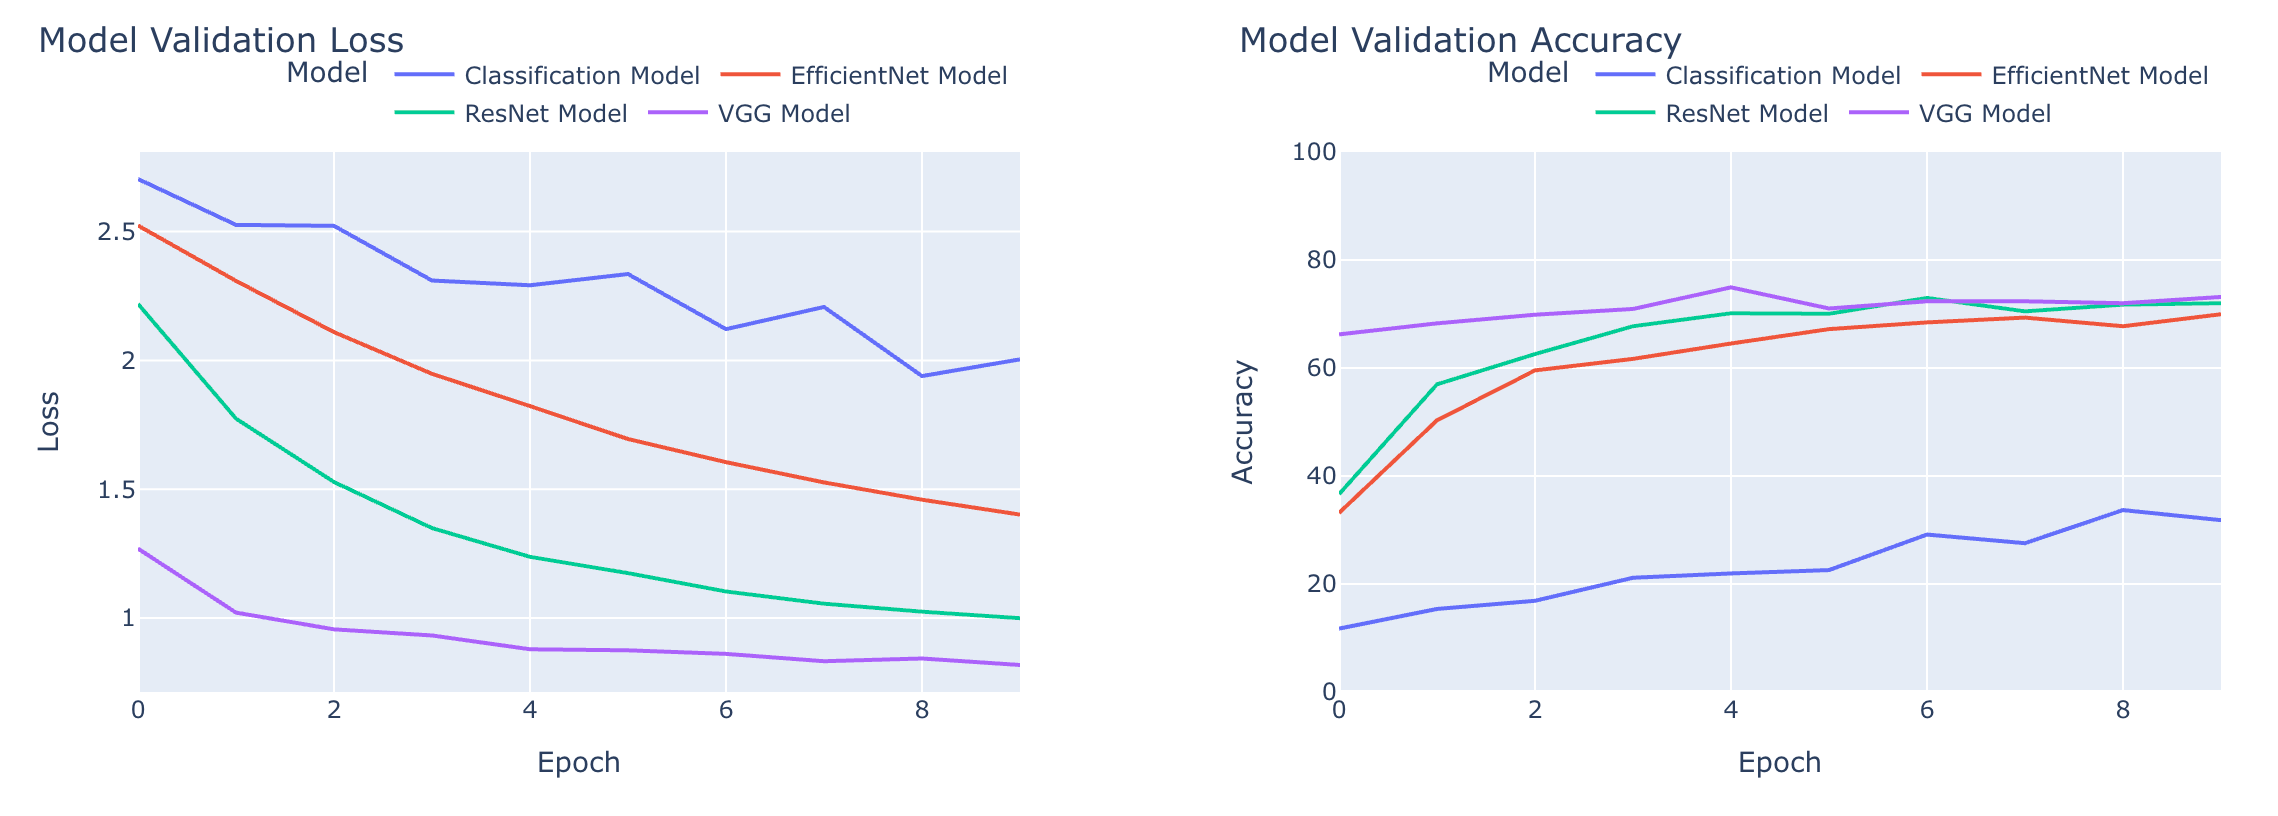 Model Validation Loss
Model Classification Model EfficientNet Model
ResNet Model VGG Model
2.5
2
1.5
1
Loss
0 2 4 6 8
Epoch
Model Validation Accuracy
Model Classification Model EfficientNet Model
ResNet Model VGG Model
100
80
60
40
20
0
Accuracy
0 2 4 6 8
Epoch